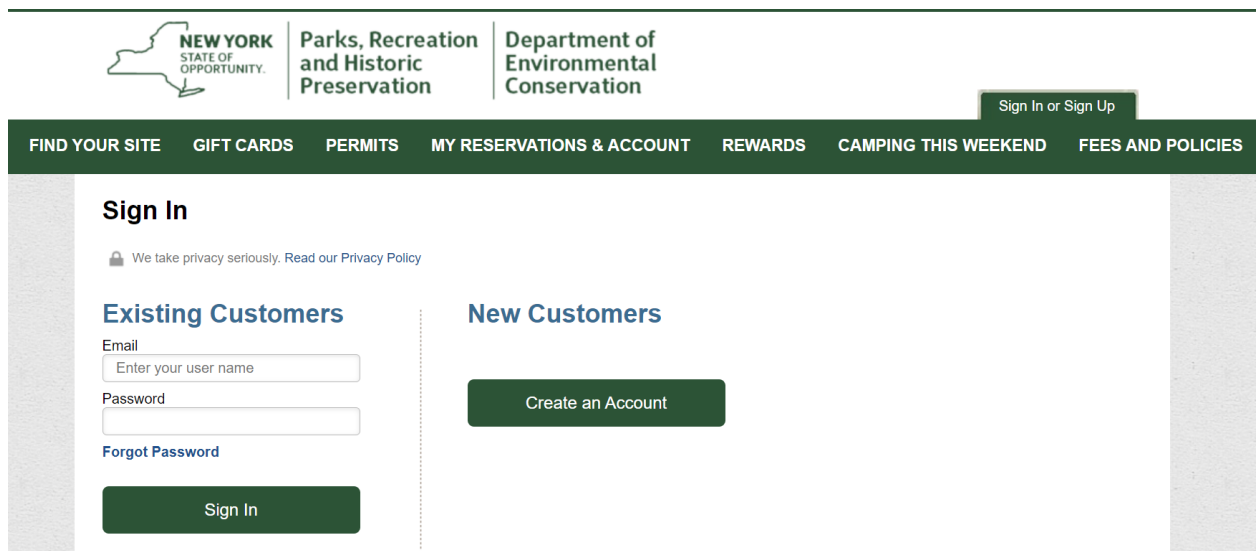 NEW YORK
STATE OF
OPPORTUNITY.
Parks, Recreation
and Historic
Preservation
Department of
Environmental
Conservation
Sign In or Sign Up
FIND YOUR SITE GIFT CARDS PERMITS MY RESERVATIONS & ACCOUNT REWARDS CAMPING THIS WEEKEND FEES AND POLICIES
Sign In
We take privacy seriously. Read our Privacy Policy
Existing Customers
Email
Enter your user name
Password
Forgot Password
Sign In
New Customers
Create an Account